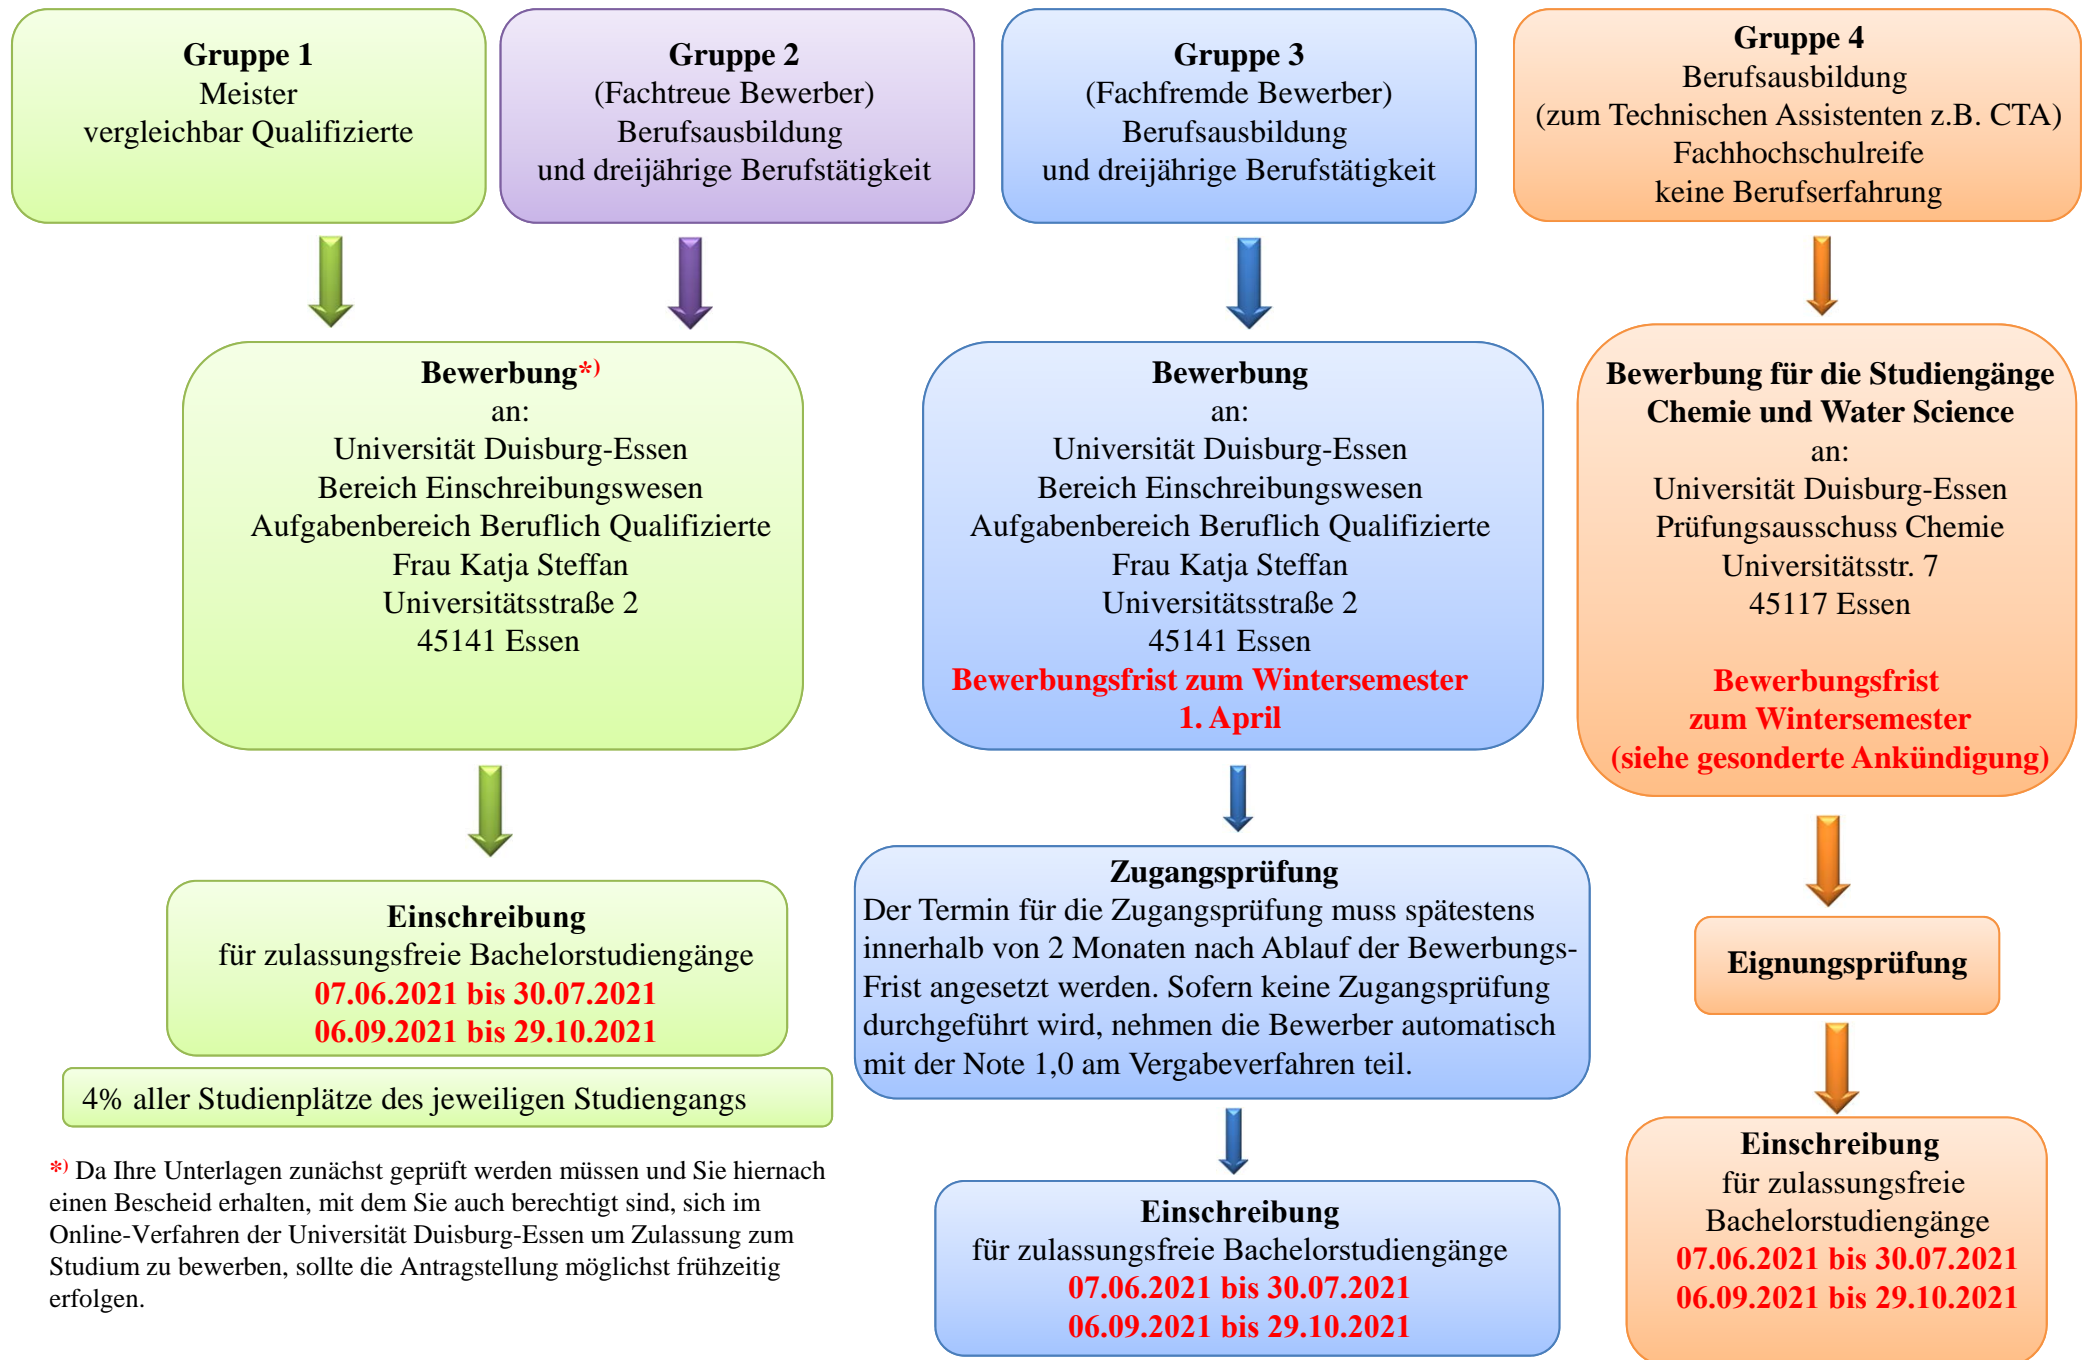 Gruppe 1
Meister
vergleichbar Qualifizierte
Gruppe 2
(Fachtreue Bewerber)
Berufsausbildung
und dreijährige Berufstätigkeit
Gruppe 3
(Fachfremde Bewerber)
Berufsausbildung
und dreijährige Berufstätigkeit
Gruppe 4
Berufsausbildung
(zum Technischen Assistenten z.B. CTA)
Fachhochschulreife
keine Berufserfahrung
Bewerbung*)
an:
Universität Duisburg-Essen
Bereich Einschreibungswesen
Aufgabenbereich Beruflich Qualifizierte
Frau Katja Steffan
Universitätsstraße 2
45141 Essen
Bewerbung
an:
Universität Duisburg-Essen
Bereich Einschreibungswesen
Aufgabenbereich Beruflich Qualifizierte
Frau Katja Steffan
Universitätsstraße 2
45141 Essen
Bewerbungsfrist zum Wintersemester
1. April
Bewerbung für die Studiengänge
Chemie und Water Science
an:
Universität Duisburg-Essen
Prüfungsausschuss Chemie
Universitätsstr. 7
45117 Essen
Bewerbungsfrist
zum Wintersemester
(siehe gesonderte Ankündigung)
Einschreibung
für zulassungsfreie Bachelorstudiengänge
07.06.2021 bis 30.07.2021
06.09.2021 bis 29.10.2021
4% aller Studienplätze des jeweiligen Studiengangs
*) Da Ihre Unterlagen zunächst geprüft werden müssen und Sie hiernach
einen Bescheid erhalten, mit dem Sie auch berechtigt sind, sich im
Online-Verfahren der Universität Duisburg-Essen um Zulassung zum
Studium zu bewerben, sollte die Antragstellung möglichst frühzeitig
erfolgen.
Zugangsprüfung
Der Termin für die Zugangsprüfung muss spätestens
innerhalb von 2 Monaten nach Ablauf der Bewerbungs-
Frist angesetzt werden. Sofern keine Zugangsprüfung
durchgeführt wird, nehmen die Bewerber automatisch
mit der Note 1,0 am Vergabeverfahren teil.
Einschreibung
für zulassungsfreie Bachelorstudiengänge
07.06.2021 bis 30.07.2021
06.09.2021 bis 29.10.2021
Eignungsprüfung
Einschreibung
für zulassungsfreie
Bachelorstudiengänge
07.06.2021 bis 30.07.2021
06.09.2021 bis 29.10.2021